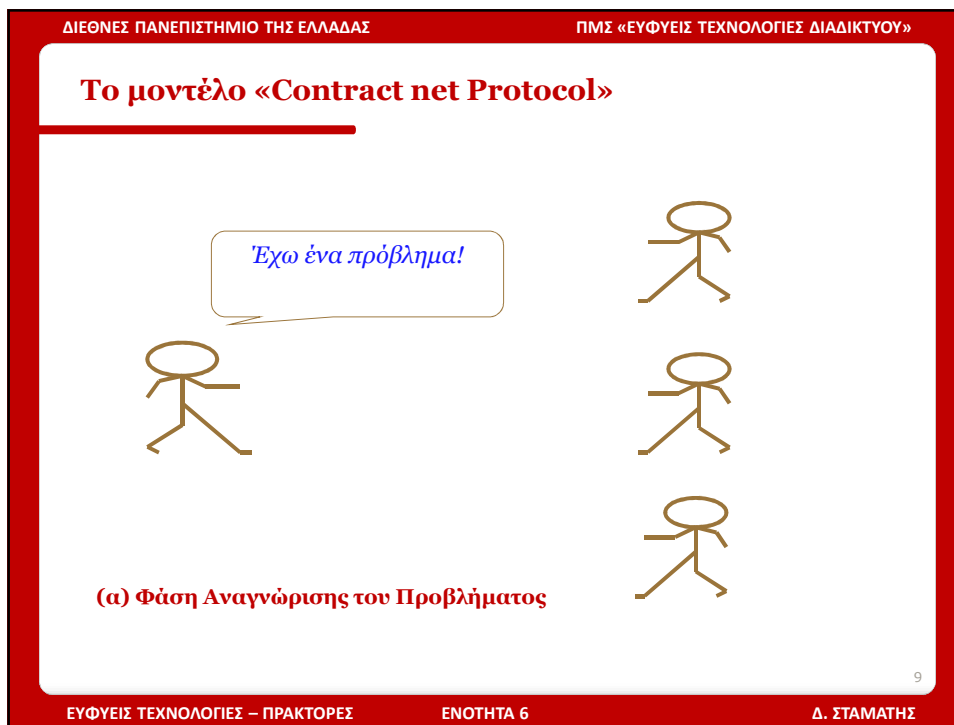 ΔΙΕΘΝΕΣ ΠΑΝΕΠΙΣΤΗΜΙΟ ΤΗΣ ΕΛΛΑΔΑΣ
ΠΜΣ «ΕΥΦΥΕΙΣ ΤΕΧΝΟΛΟΓΙΕΣ ΔΙΑΔΙΚΤΥΟΥ»
Το μοντέλο «Contract net Protocol»
Έχω ένα πρόβλημα!
(α) Φάση Αναγνώρισης του Προβλήματος
9
ΕΥΦΥΕΙΣ ΤΕΧΝΟΛΟΓΙΕΣ – ΠΡΑΚΤΟΡΕΣ
ΕΝΟΤΗΤΑ 6
Δ. ΣΤΑΜΑΤΗΣ